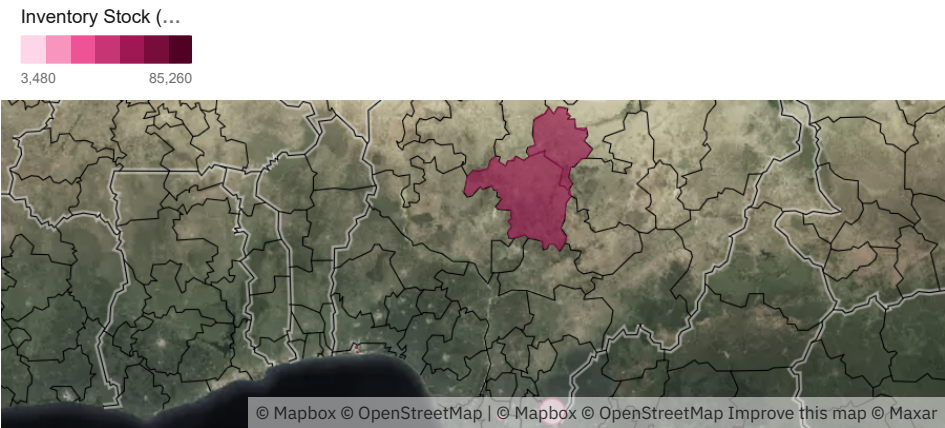 Inventory Stock (...
3,480 85,260
© Mapbox © OpenStreetMap | © Mapbox © OpenStreetMap Improve this map © Maxar